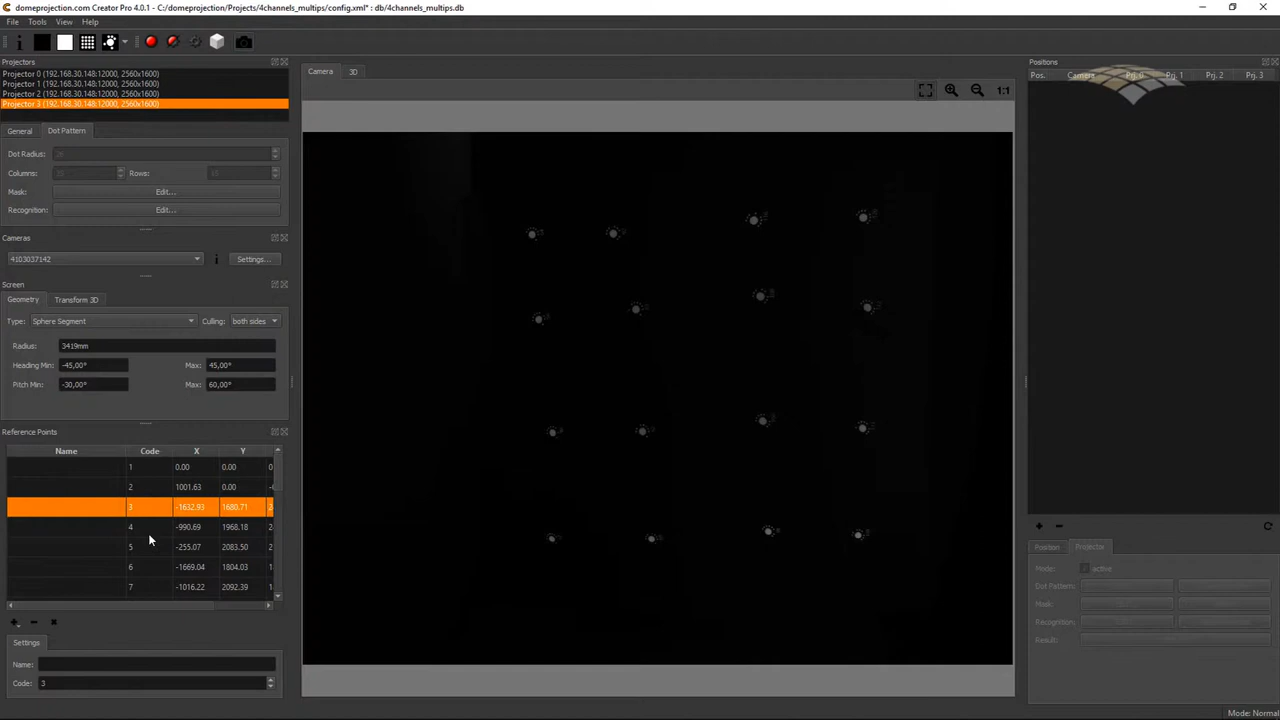 domeprojection.com Creator Pro 4.0.1 - C:/domeprojection/Projects/4channels_multips/config.xml* : db/4channels_multips.db
File Tools View Help
Projectors
Projector 0 (192.168.30.148:12000, 2560x1600)
Projector 1 (192.168.30.148:12000, 2560x1600)
Projector 2 (192.168.30.148:12000, 2560x1600)
Projector 3 (192.168.30.148:12000, 2560x1600)
General Dot Pattern
Dot Radius:
Columns: Rows:
Mask: Edit...
Recognition: Edit...
Cameras
4103037142 Settings...
Screen
Geometry Transform 3D
Type: Sphere Segment Culling: both sides
Radius: 3419mm
Heading Min: -45,00° Max: 45,00°
Pitch Min: -30,00° Max: 60,00°
Reference Points
Name Code X Y
1 0.00 0.00 0
2 1001.63 0.00
3 -1632.93 1680.71 2
4 -990.69 1968.18 2
5 -255.07 2083.50 2
6 -1669.04 1804.03 1
7 -1016.22 2092.39 1
Settings
Name:
Code: 3
Camera 3D
1:1
Positions
Pos. Camera Prj. 0 Prj. 1 Prj. 2 Prj. 3
Position Projector
Mode: active
Dot Pattern:
Mask:
Recognition:
Result:
Mode: Normal